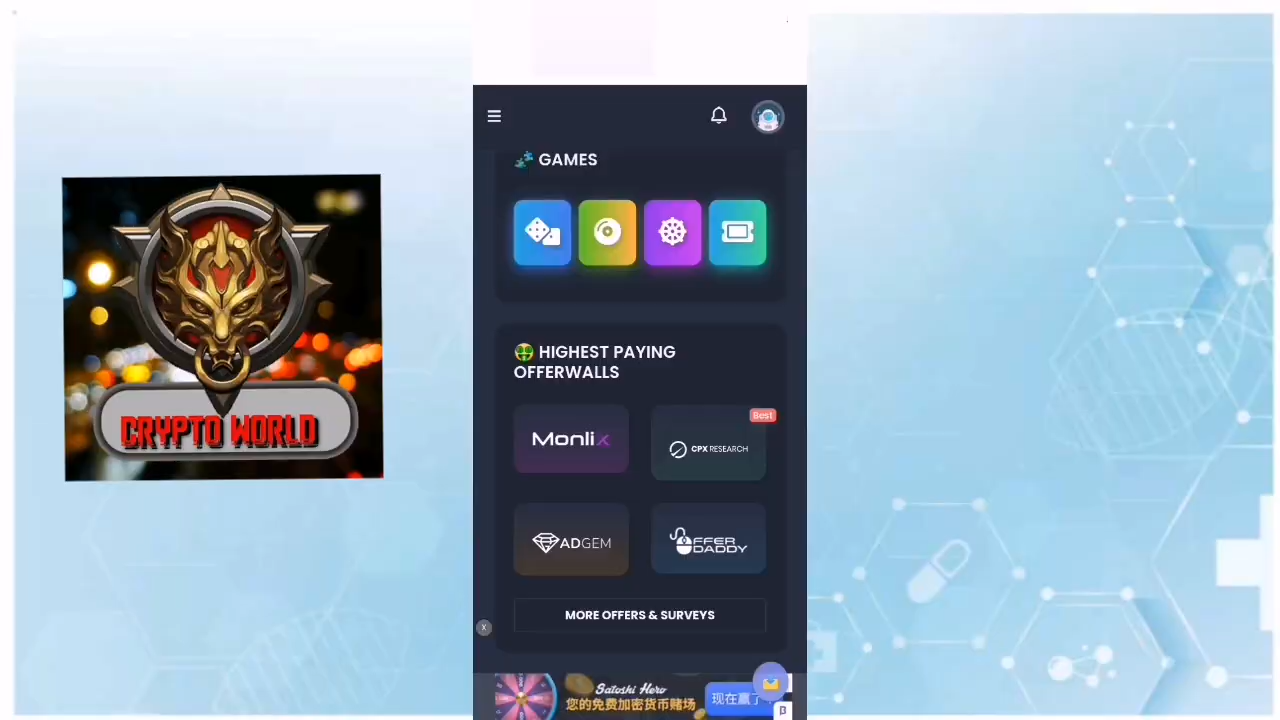 GAMES
HIGHEST PAYING
OFFERWALLS
Best
Monlix
CPX RESEARCH
ADGEM
OFFER
DADDY
MORE OFFERS & SURVEYS
X
Satoshi Hero
您的免费加密货币赌场
现在赢了
CRYPTO WORLD